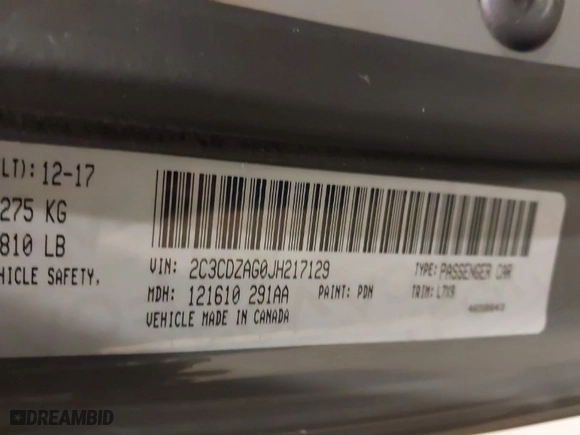 LT): 12-17
275 KG
810 LB
HICLE SAFETY,
VIN: 2C3CDZAG0JH217129
TYPE: PASSENGER CAR
MDH: 121610 291AA
PAINT: PDN
TRIM: L7X9
VEHICLE MADE IN CANADA
DREAMBID